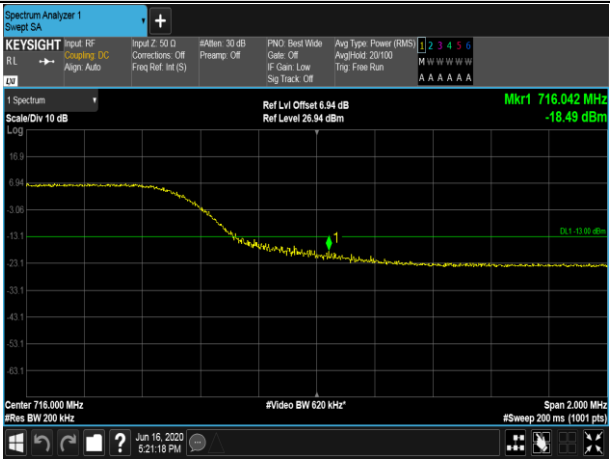 Spectrum Analyzer 1
Swept SA
+
KEYSIGHT
RL
LXI
Input: RF
Coupling: DC
Align: Auto
Input Z: 50 Ω
Corrections: Off
Freq Ref: Int (S)
#Atten: 30 dB
Preamp: Off
PNO: Best Wide
Gate: Off
IF Gain: Low
Sig Track: Off
Avg Type: Power (RMS)
Avg|Hold: 20/100
Trig: Free Run
1 2 3 4 5 6
M W W W W W
A A A A A A
1 Spectrum
Scale/Div 10 dB
Log
Ref Lvl Offset 6.94 dB
Ref Level 26.94 dBm
Mkr1 716.042 MHz
-18.49 dBm
16.9
6.94
-3.06
-13.1
-23.1
-33.1
-43.1
-53.1
-63.1
1
DL1 -13.00 dBm
Center 716.000 MHz
#Res BW 200 kHz
#Video BW 620 kHz*
Span 2.000 MHz
#Sweep 200 ms (1001 pts)
?
Jun 16, 2020
5:21:18 PM